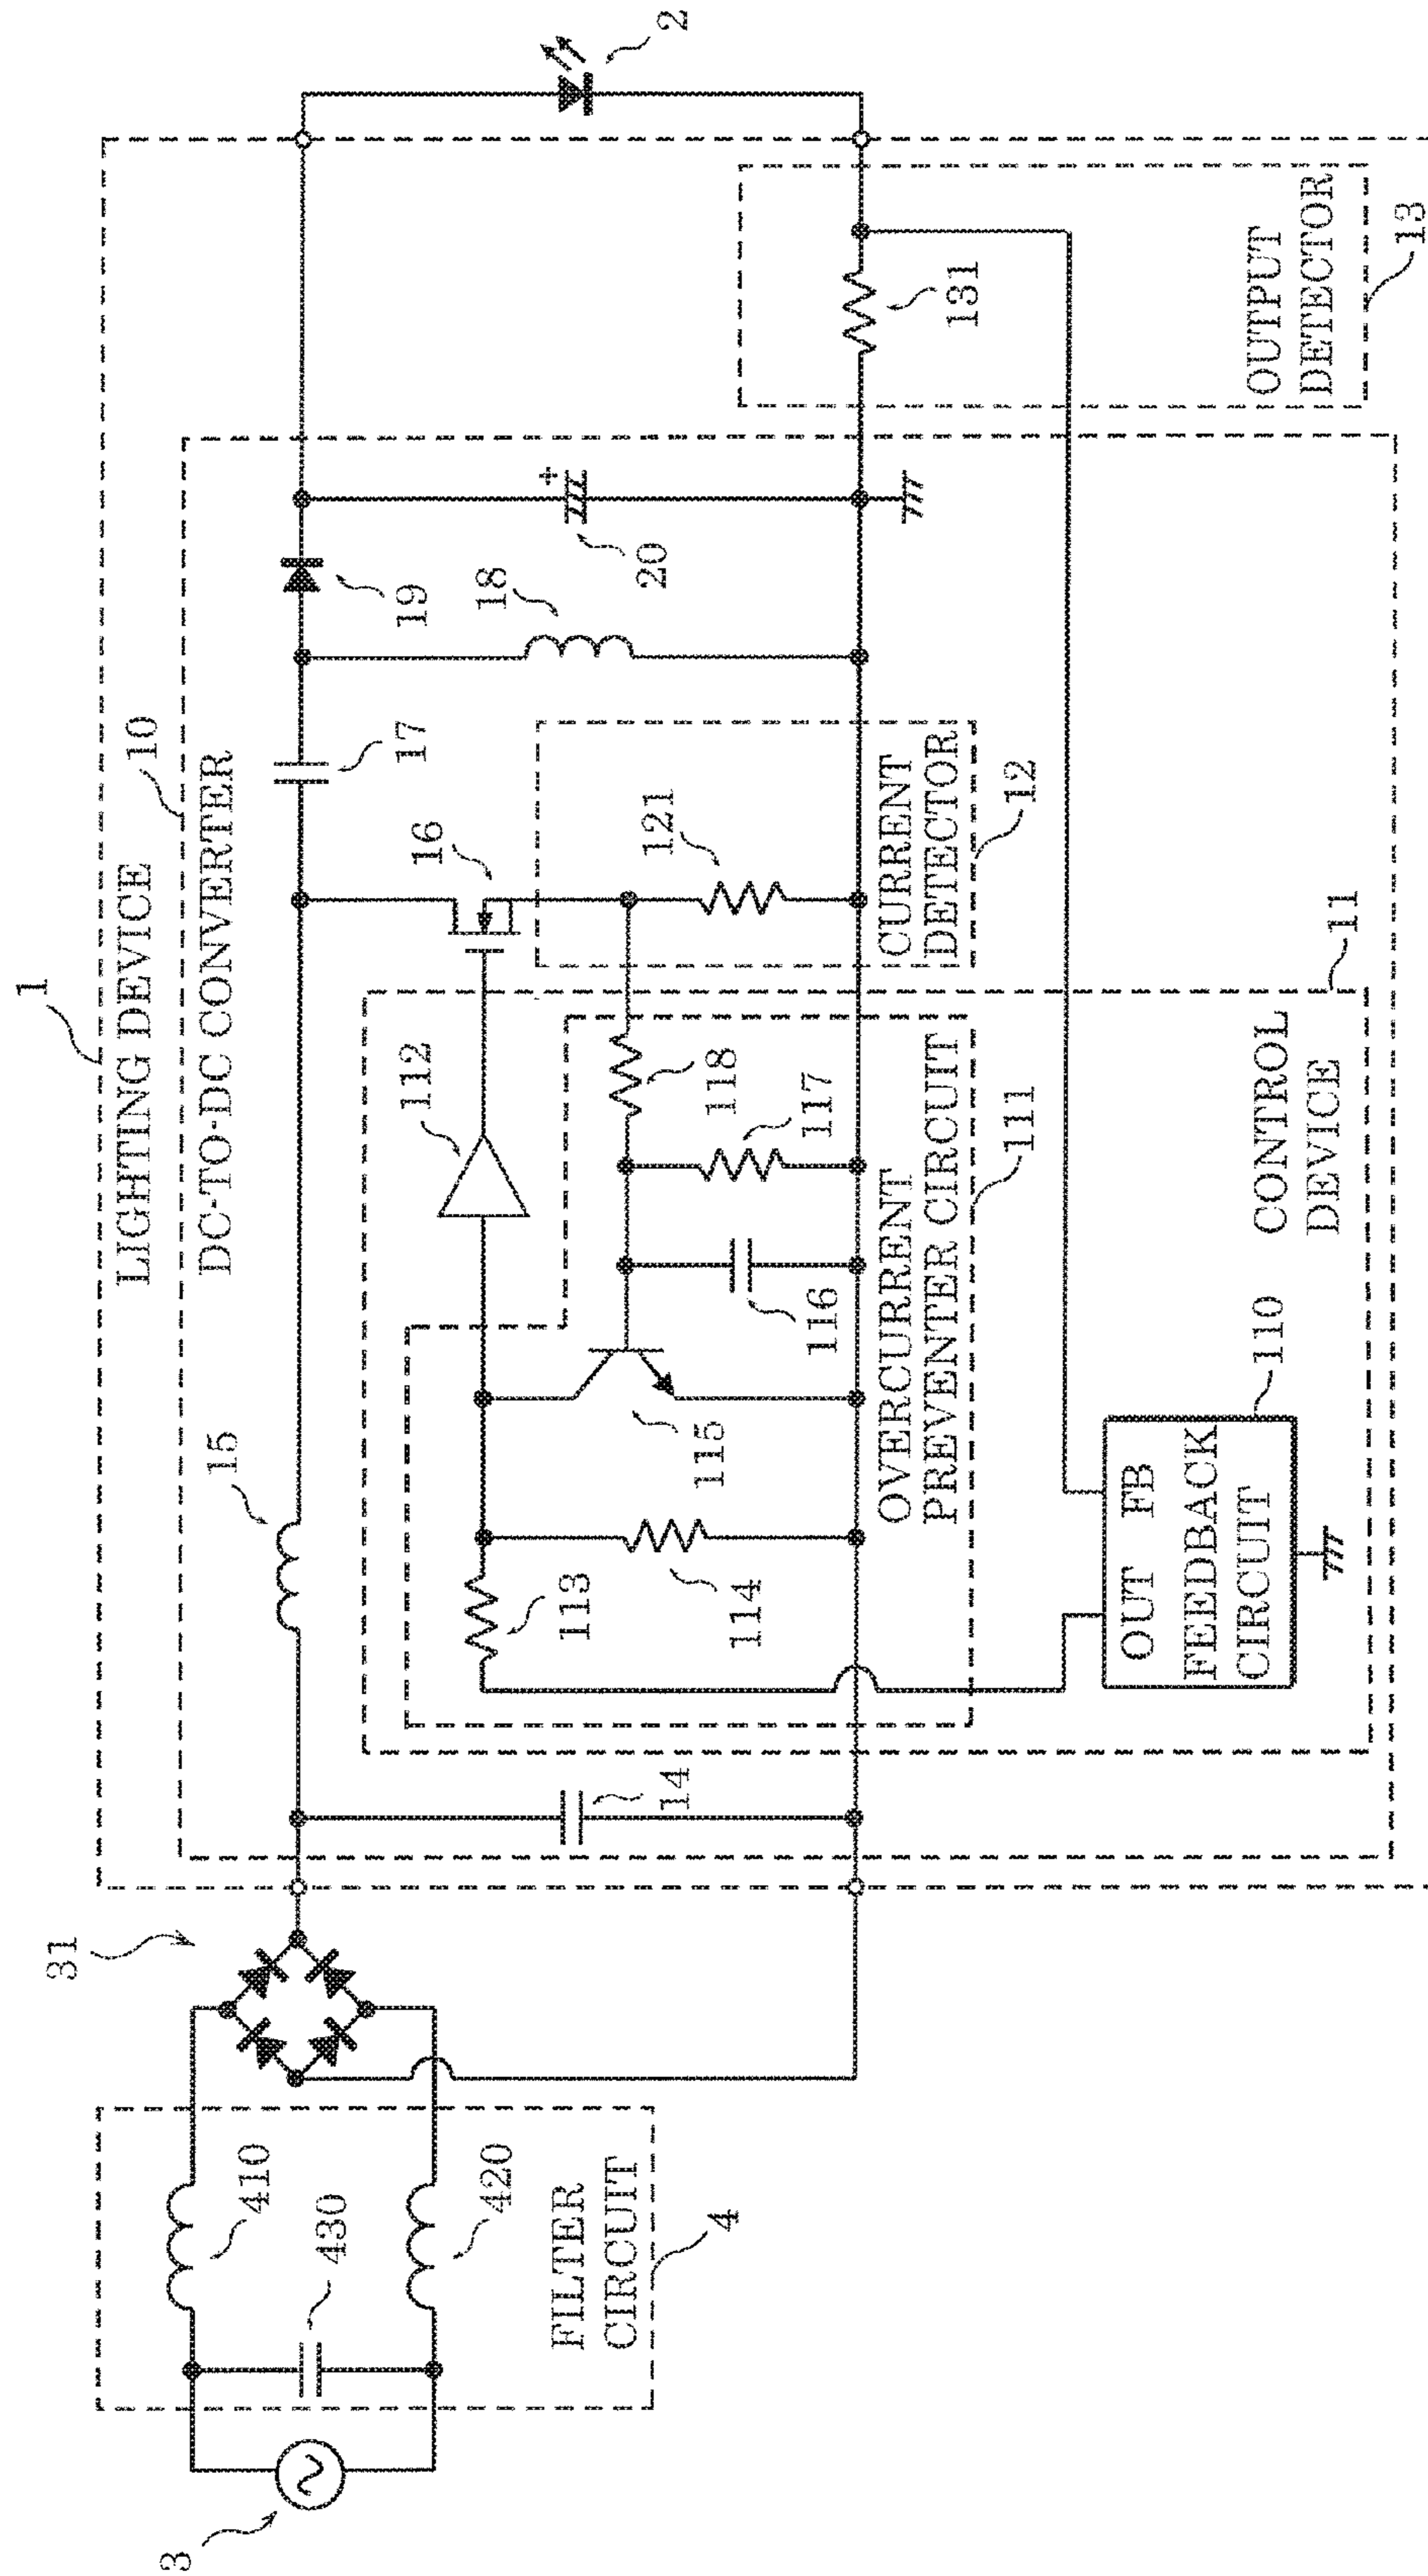 1
LIGHTING DEVICE
10
DC-TO-DC CONVERTER
31
15
17
19
2
410
430
420
FILTER
CIRCUIT
4
3
14
113
114
115
116
117
118
112
16
121
18
20
131
OVERCURRENT
PREVENTER CIRCUIT
111
CURRENT
DETECTOR
12
OUTPUT
DETECTOR
13
OUT FB
FEEDBACK
CIRCUIT
110
CONTROL
DEVICE
11
+